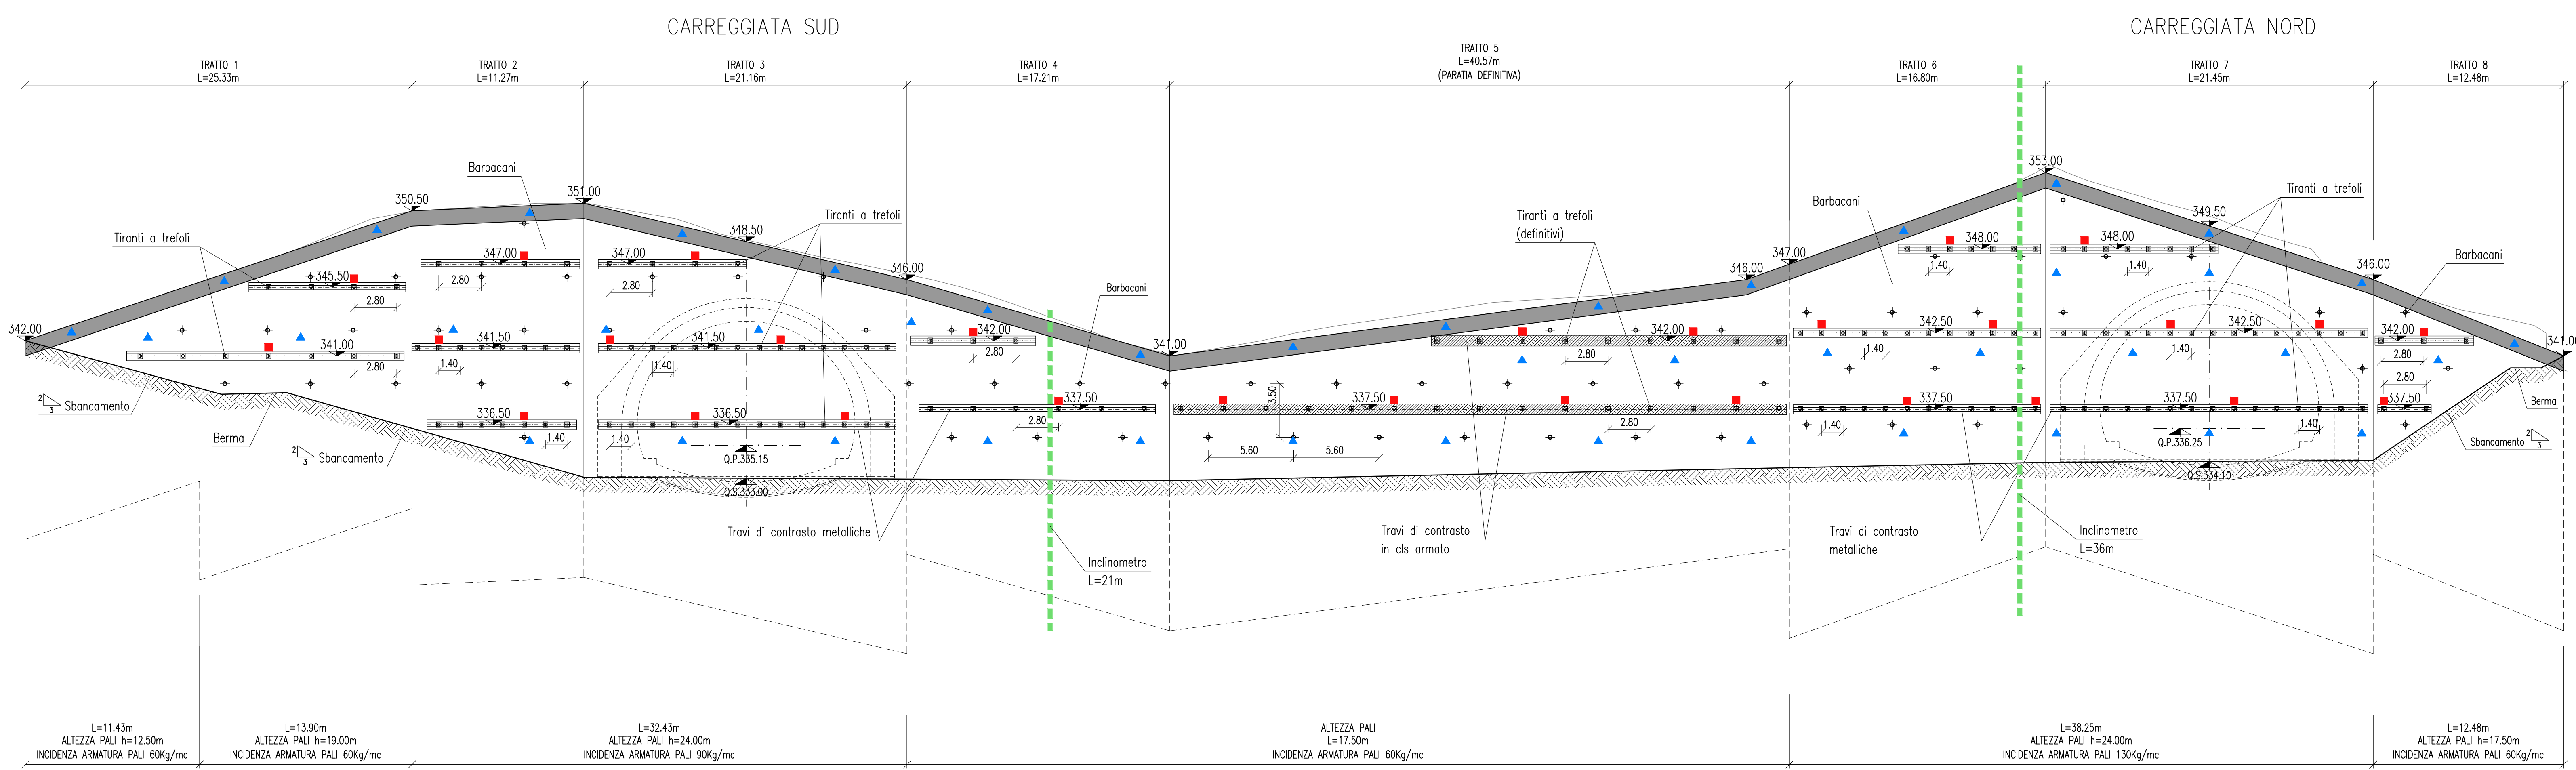 CARREGGIATA SUD
CARREGGIATA NORD
TRATTO 1
L=25.33m
TRATTO 2
L=11.27m
TRATTO 3
L=21.16m
TRATTO 4
L=17.21m
TRATTO 5
L=40.57m
(PARATIA DEFINITIVA)
TRATTO 6
L=16.80m
TRATTO 7
L=21.45m
TRATTO 8
L=12.48m
342.00
350.50
351.00
348.50
346.00
341.00
346.00
347.00
353.00
349.50
346.00
341.00
Tiranti a trefoli
Barbacani
Tiranti a trefoli
Barbacani
Tiranti a trefoli
(definitivi)
Barbacani
Tiranti a trefoli
Barbacani
345.50
2.80
341.00
2.80
347.00
2.80
341.50
1.40
336.50
1.40
347.00
2.80
341.50
1.40
336.50
1.40
Q.P.335.15
Q.S.333.00
342.00
2.80
337.50
2.80
342.00
2.80
337.50
2.80
3.50
5.60
5.60
348.00
1.40
342.50
1.40
337.50
1.40
348.00
1.40
342.50
1.40
337.50
1.40
Q.P.336.25
Q.S.334.10
342.00
2.80
2.80
337.50
2
3
Sbancamento
Berma
2
3
Sbancamento
Berma
Sbancamento
2
3
Travi di contrasto metalliche
Inclinometro
L=21m
Travi di contrasto
in cls armato
Travi di contrasto
metalliche
Inclinometro
L=36m
L=11.43m
ALTEZZA PALI h=12.50m
INCIDENZA ARMATURA PALI 60Kg/mc
L=13.90m
ALTEZZA PALI h=19.00m
INCIDENZA ARMATURA PALI 60Kg/mc
L=32.43m
ALTEZZA PALI h=24.00m
INCIDENZA ARMATURA PALI 90Kg/mc
ALTEZZA PALI
L=17.50m
INCIDENZA ARMATURA PALI 60Kg/mc
L=38.25m
ALTEZZA PALI h=24.00m
INCIDENZA ARMATURA PALI 130Kg/mc
L=12.48m
ALTEZZA PALI h=17.50m
INCIDENZA ARMATURA PALI 60Kg/mc